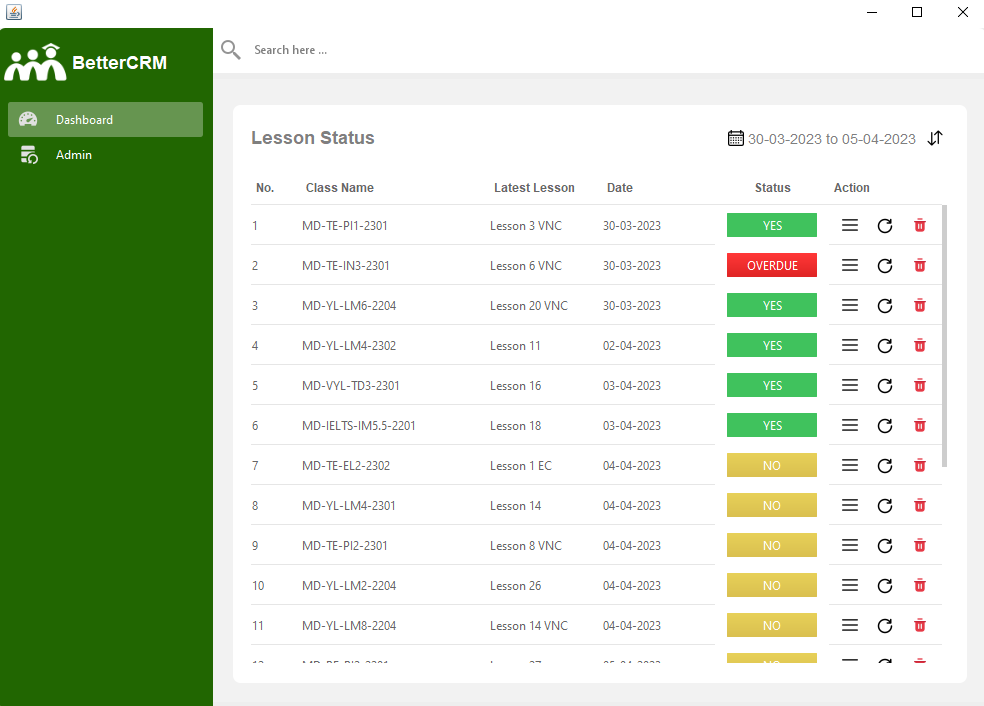 BetterCRM
Dashboard
Admin
Search here ...
Lesson Status
30-03-2023 to 05-04-2023
No. Class Name Latest Lesson Date Status Action
1 MD-TE-PI1-2301 Lesson 3 VNC 30-03-2023 YES
2 MD-TE-IN3-2301 Lesson 6 VNC 30-03-2023 OVERDUE
3 MD-YL-LM6-2204 Lesson 20 VNC 30-03-2023 YES
4 MD-YL-LM4-2302 Lesson 11 02-04-2023 YES
5 MD-VYL-TD3-2301 Lesson 16 03-04-2023 YES
6 MD-IELTS-IM5.5-2201 Lesson 18 03-04-2023 YES
7 MD-TE-EL2-2302 Lesson 1 EC 04-04-2023 NO
8 MD-YL-LM4-2301 Lesson 14 04-04-2023 NO
9 MD-TE-PI2-2301 Lesson 8 VNC 04-04-2023 NO
10 MD-YL-LM2-2204 Lesson 26 04-04-2023 NO
11 MD-YL-LM8-2204 Lesson 14 VNC 04-04-2023 NO